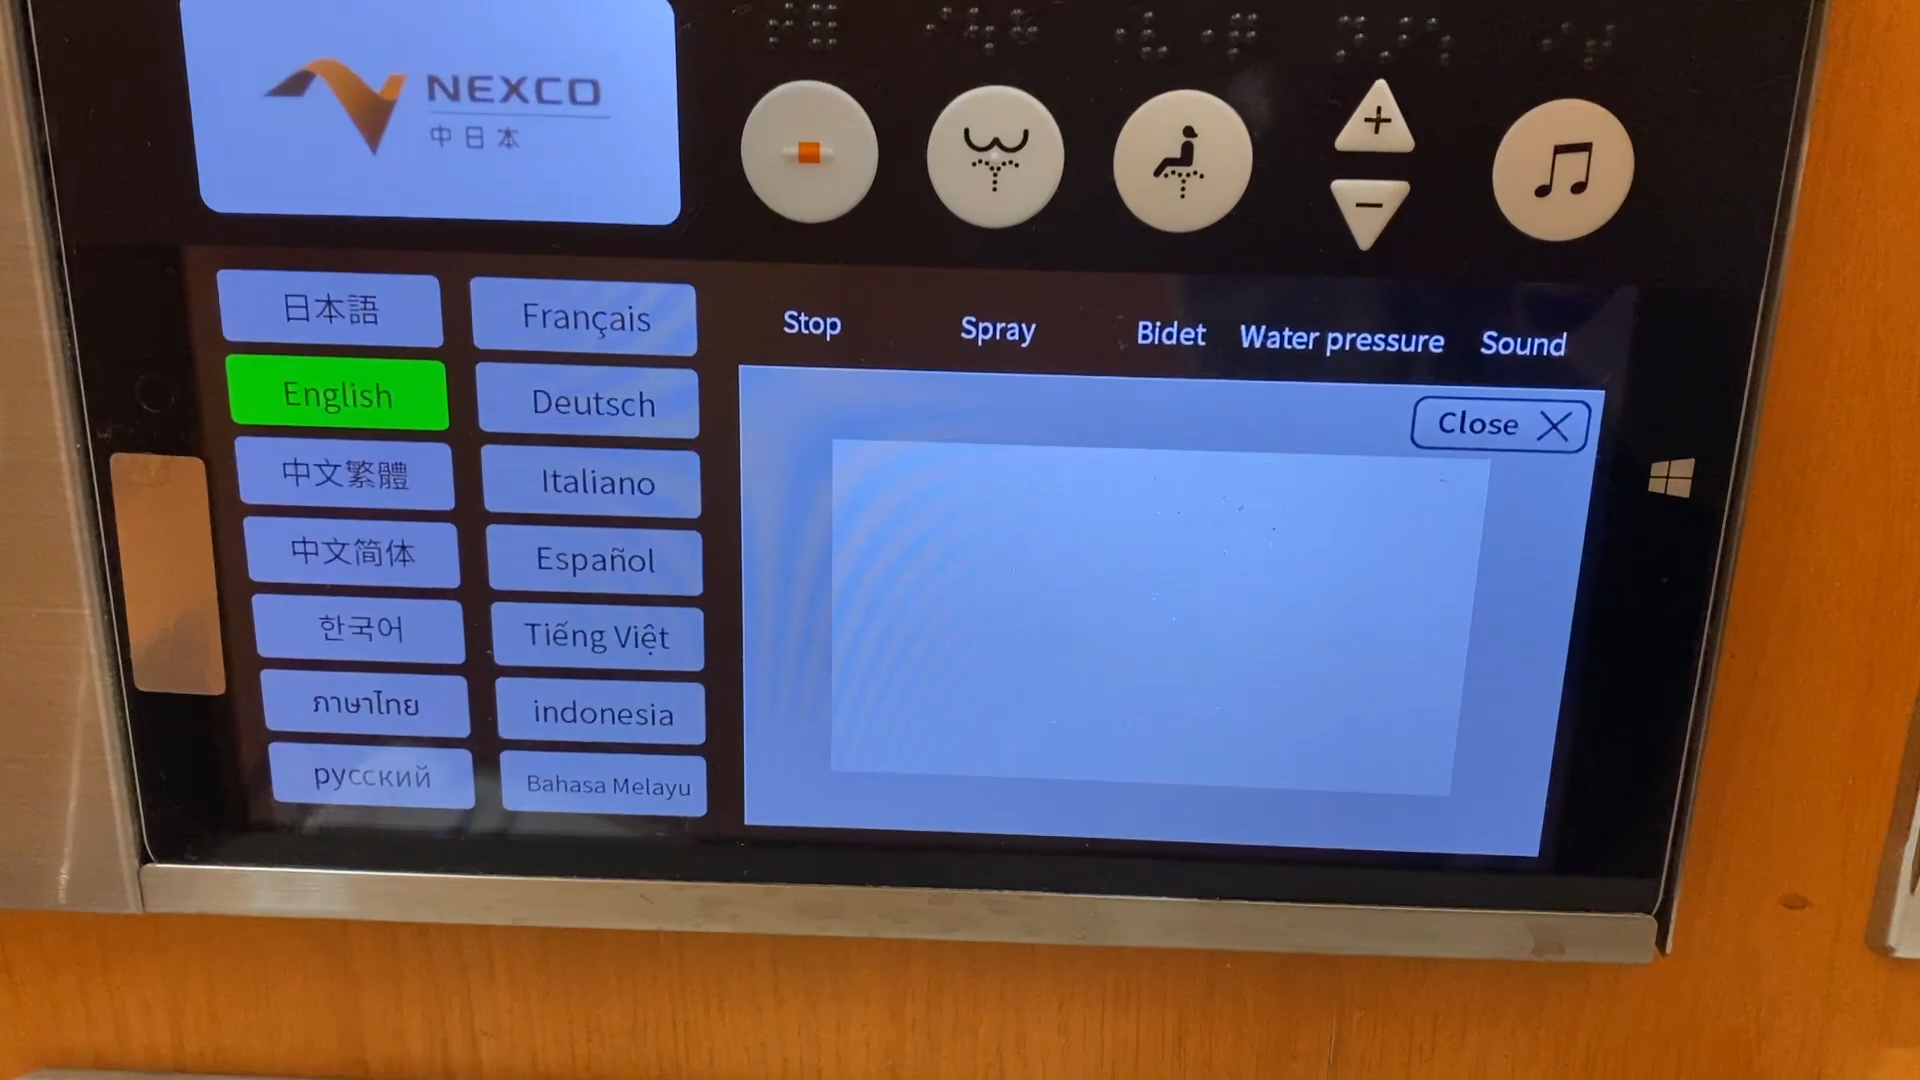 NEXCO
中日本
+
−
日本語
Français
Stop
Spray
Bidet
Water pressure
Sound
English
Deutsch
Close ×
中文繁體
Italiano
中文简体
Español
한국어
Tiếng Việt
ภาษาไทย
indonesia
русский
Bahasa Melayu